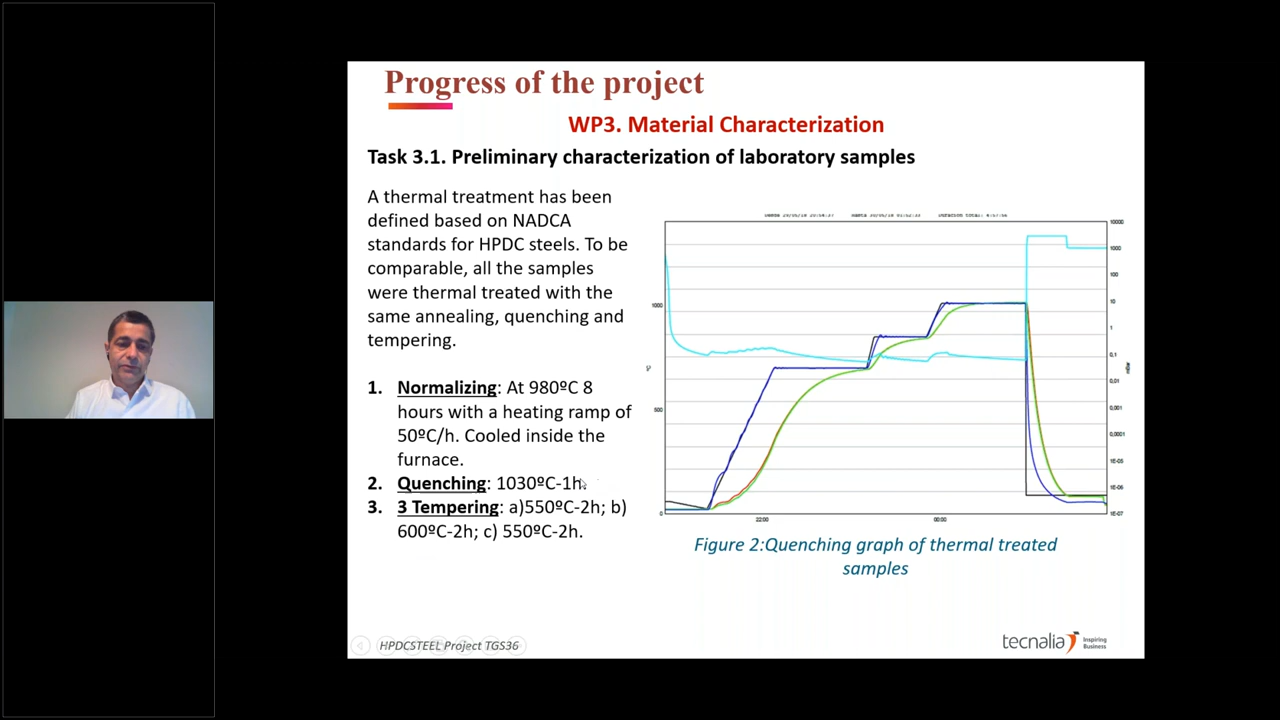 Progress of the project
WP3. Material Characterization
Task 3.1. Preliminary characterization of laboratory samples
A thermal treatment has been
defined based on NADCA
standards for HPDC steels. To be
comparable, all the samples
were thermal treated with the
same annealing, quenching and
tempering.
1. Normalizing: At 980ºC 8
hours with a heating ramp of
50ºC/h. Cooled inside the
furnace.
2. Quenching: 1030ºC-1h.
3. 3 Tempering: a)550ºC-2h; b)
600ºC-2h; c) 550ºC-2h.
1000
500
0
ºC
22:00
00:00
10000
1000
100
10
1
0,1
0,01
0,001
0,0001
1E-05
1E-06
1E-07
mBar
Figure 2:Quenching graph of thermal treated
samples
HPDCSTEEL Project TGS36
tecnalia Inspiring
Business